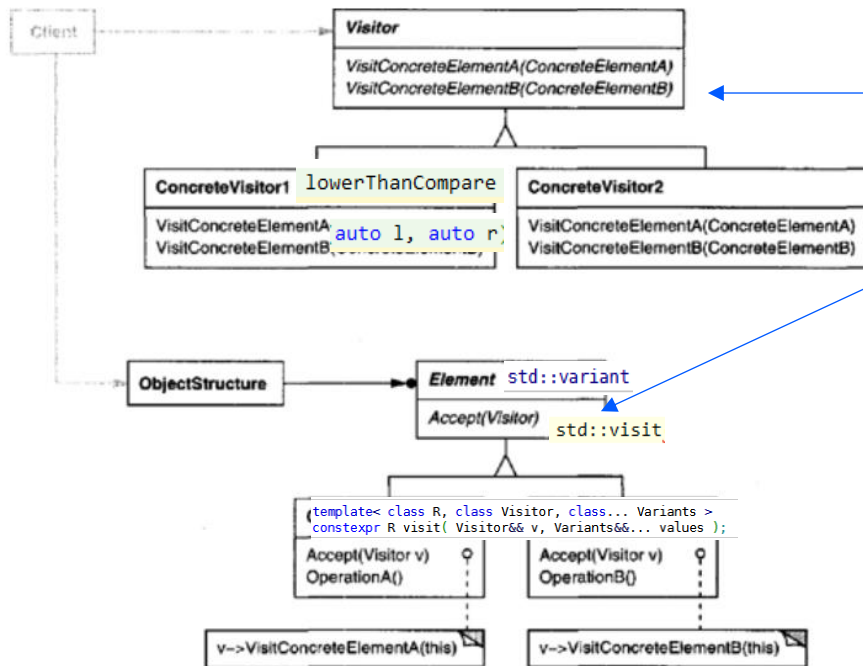 Client
Visitor
VisitConcreteElementA(ConcreteElementA)
VisitConcreteElementB(ConcreteElementB)
ConcreteVisitor1
lowerThanCompare
ConcreteVisitor2
VisitConcreteElementA
auto l, auto r)
VisitConcreteElementB(
VisitConcreteElementA(ConcreteElementA)
VisitConcreteElementB(ConcreteElementB)
ObjectStructure
Element
std::variant
Accept(Visitor)
std::visit
template< class R, class Visitor, class... Variants >
constexpr R visit( Visitor&& v, Variants&&... values );
Accept(Visitor v)
OperationA()
Accept(Visitor v)
OperationB()
v->VisitConcreteElementA(this)
v->VisitConcreteElementB(this)